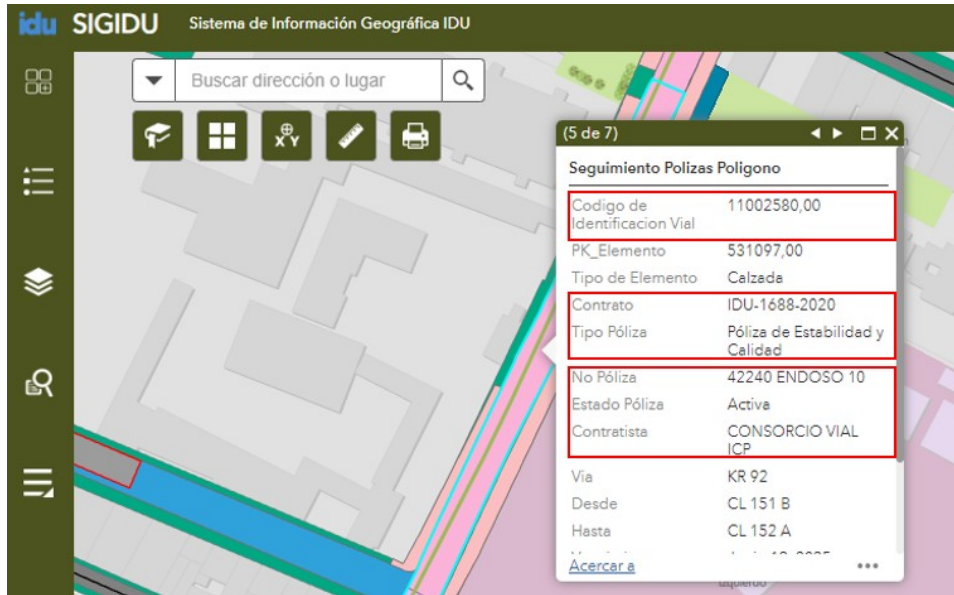 idu SIGIDU Sistema de Información Geográfica IDU
Buscar dirección o lugar
(5 de 7)
Seguimiento Polizas Poligono
Codigo de Identificacion Vial 11002580,00
PK_Elemento 531097,00
Tipo de Elemento Calzada
Contrato IDU-1688-2020
Tipo Póliza Póliza de Estabilidad y Calidad
No Póliza 42240 ENDOSO 10
Estado Póliza Activa
Contratista CONSORCIO VIAL ICP
Via KR 92
Desde CL 151 B
Hasta CL 152 A
Acercar a